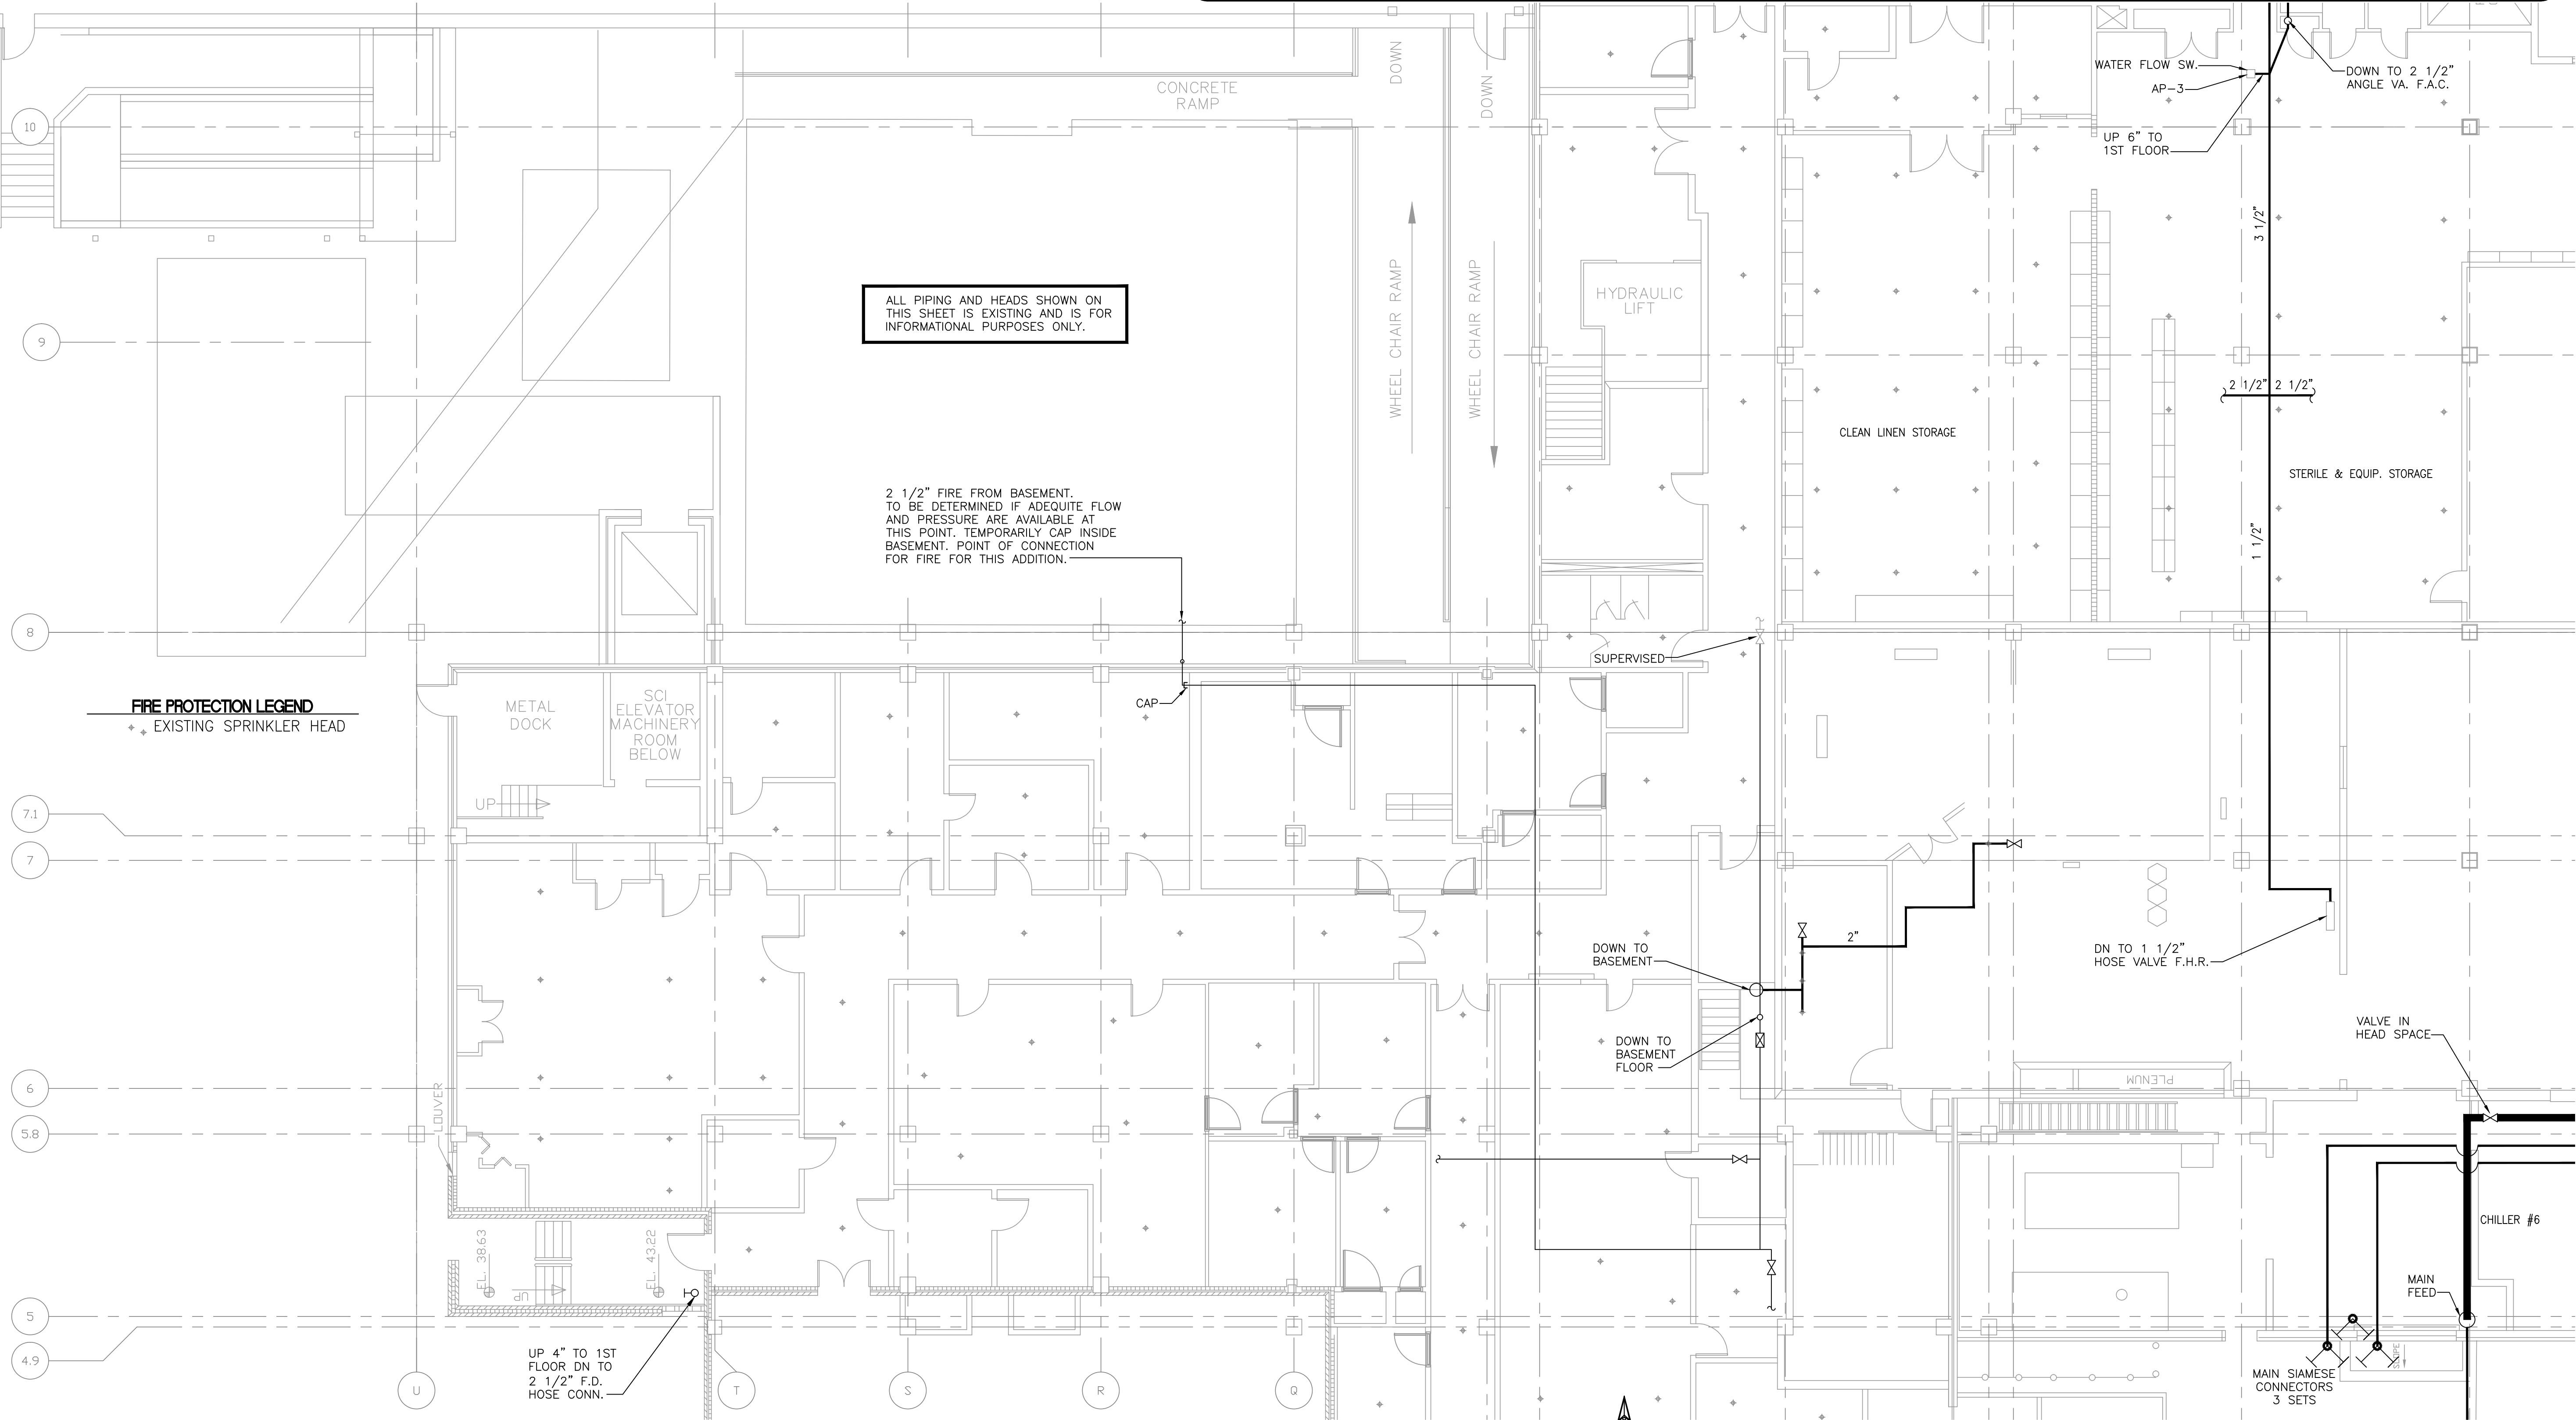 CONCRETE
RAMP
DOWN
DOWN
WATER FLOW SW.
AP-3
DOWN TO 2 1/2"
ANGLE VA. F.A.C.
10
UP 6" TO
1ST FLOOR
3 1/2"
WHEEL CHAIR RAMP
WHEEL CHAIR RAMP
HYDRAULIC
LIFT
ALL PIPING AND HEADS SHOWN ON
THIS SHEET IS EXISTING AND IS FOR
INFORMATIONAL PURPOSES ONLY.
9
2 1/2" 2 1/2"
CLEAN LINEN STORAGE
STERILE & EQUIP. STORAGE
1 1/2"
2 1/2" FIRE FROM BASEMENT.
TO BE DETERMINED IF ADEQUITE FLOW
AND PRESSURE ARE AVAILABLE AT
THIS POINT. TEMPORARILY CAP INSIDE
BASEMENT. POINT OF CONNECTION
FOR FIRE FOR THIS ADDITION.
8
SUPERVISED
CAP
FIRE PROTECTION LEGEND
EXISTING SPRINKLER HEAD
METAL
DOCK
SCI
ELEVATOR
MACHINERY
ROOM
BELOW
UP
7.1
7
2"
DOWN TO
BASEMENT
DN TO 1 1/2"
HOSE VALVE F.H.R.
DOWN TO
BASEMENT
FLOOR
VALVE IN
HEAD SPACE
PLENUM
6
LOUVER
5.8
CHILLER #6
EL. 38.63
EL. 43.22
UP
MAIN
FEED
5
4.9
UP 4" TO 1ST
FLOOR DN TO
2 1/2" F.D.
HOSE CONN.
U
T
S
R
Q
SLOPE
MAIN SIAMESE
CONNECTORS
3 SETS